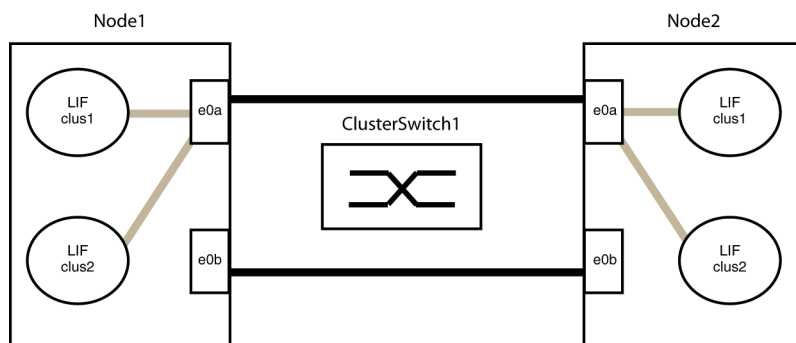 Node1
Node2
LIF
clus1
e0a
ClusterSwitch1
e0a
LIF
clus1
LIF
clus2
e0b
e0b
LIF
clus2